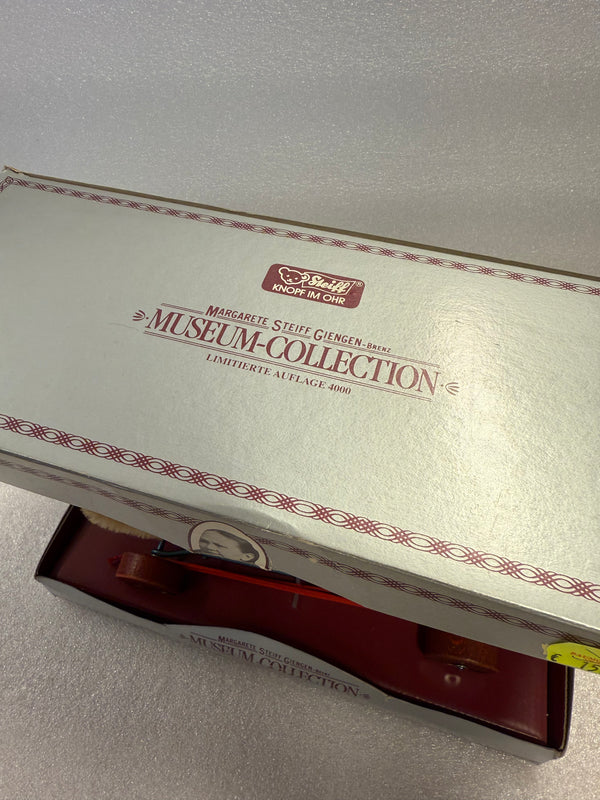 Steiff ®
KNOPF IM OHR
MARGARETE STEIFF GIENGEN-BRENZ
MUSEUM-COLLECTION
LIMITIERTE AUFLAGE 4000
MARGARETE STEIFF GIENGEN-BRENZ
MUSEUM COLLECTION